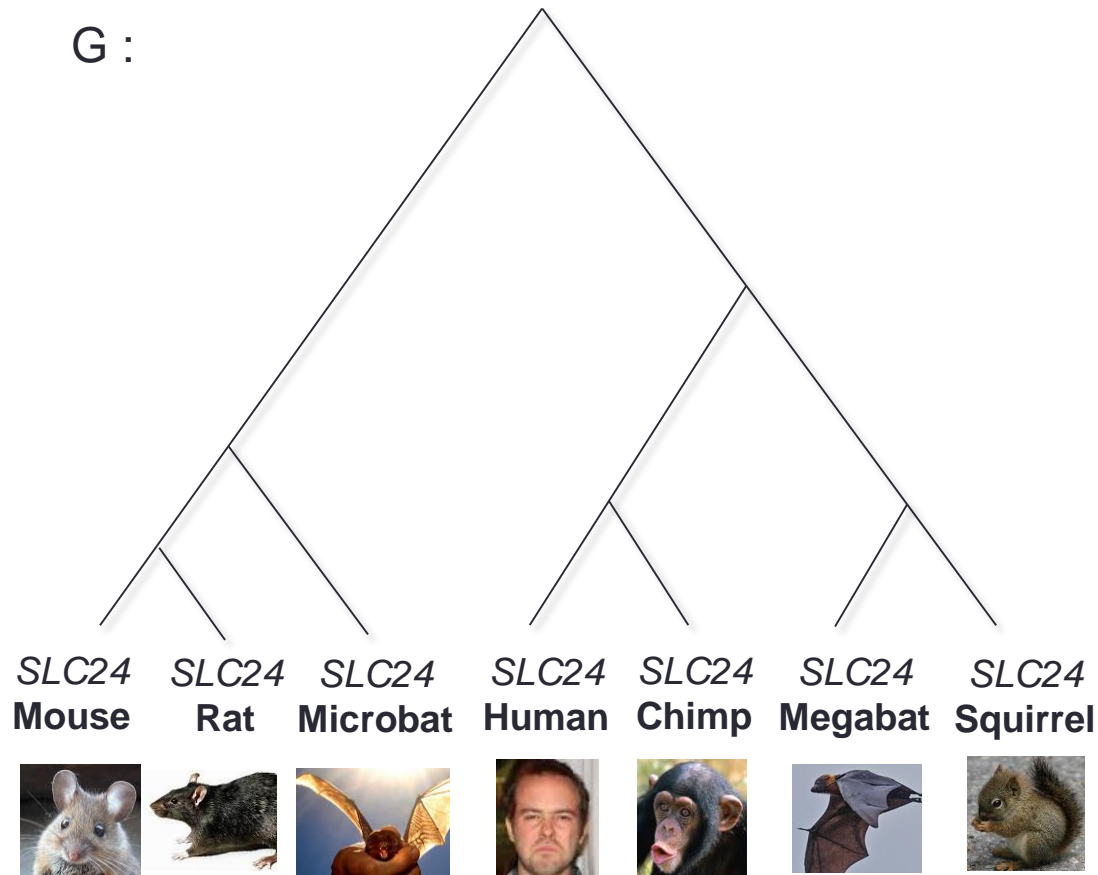 G :
SLC24 SLC24 SLC24 SLC24 SLC24 SLC24 SLC24
Mouse Rat Microbat Human Chimp Megabat Squirrel